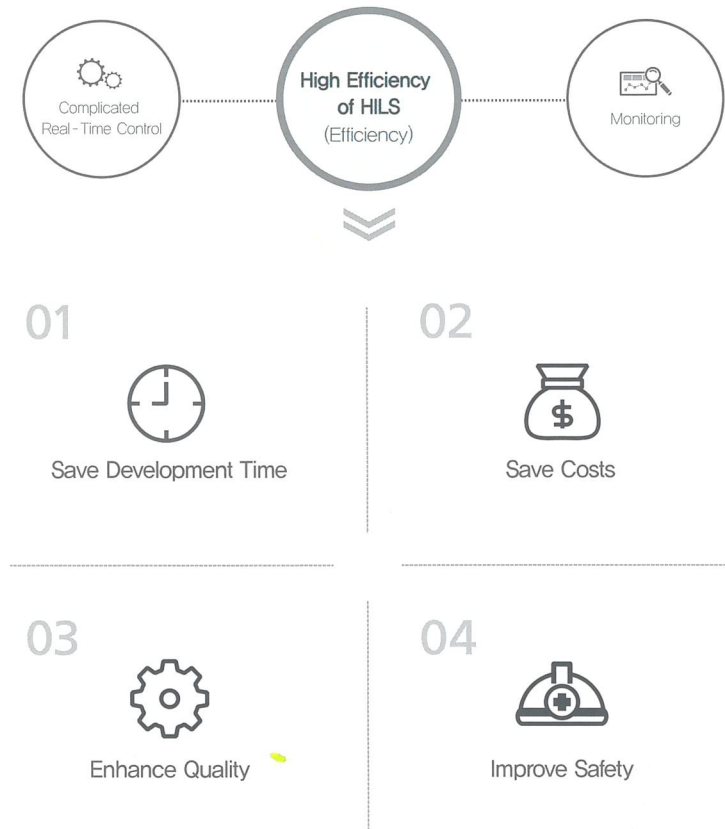 Complicated
Real-Time Control
High Efficiency
of HILS
(Efficiency)
Monitoring
01
Save Development Time
02
$
Save Costs
03
Enhance Quality
04
Improve Safety